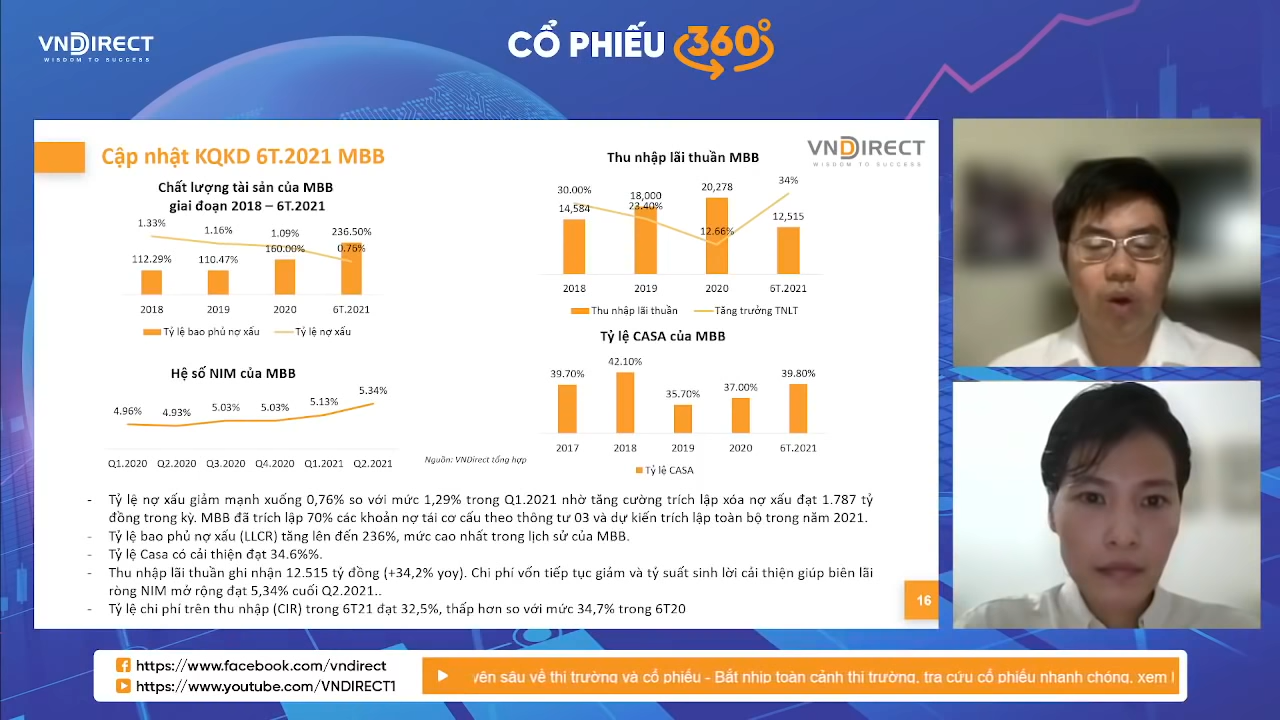 VNDIRECT
WISDOM TO SUCCESS
CỔ PHIẾU 360°
Cập nhật KQKD 6T.2021 MBB
VNDIRECT
WISDOM TO SUCCESS
Chất lượng tài sản của MBB
giai đoạn 2018 – 6T.2021
1.33%
1.16%
1.09%
236.50%
112.29%
110.47%
160.00%
0.76%
2018
2019
2020
6T.2021
Tỷ lệ bao phủ nợ xấu
Tỷ lệ nợ xấu
Thu nhập lãi thuần MBB
30.00%
14,584
18,000
23.40%
20,278
12.66%
34%
12,515
2018
2019
2020
6T.2021
Thu nhập lãi thuần
Tăng trưởng TNLT
Hệ số NIM của MBB
4.96%
4.93%
5.03%
5.03%
5.13%
5.34%
Q1.2020
Q2.2020
Q3.2020
Q4.2020
Q1.2021
Q2.2021
Tỷ lệ CASA của MBB
39.70%
42.10%
35.70%
37.00%
39.80%
2017
2018
2019
2020
6T.2021
Tỷ lệ CASA
Nguồn: VNDirect tổng hợp
- Tỷ lệ nợ xấu giảm mạnh xuống 0,76% so với mức 1,29% trong Q1.2021 nhờ tăng cường trích lập xóa nợ xấu đạt 1.787 tỷ
đồng trong kỳ. MBB đã trích lập 70% các khoản nợ tái cơ cấu theo thông tư 03 và dự kiến trích lập toàn bộ trong năm 2021.
- Tỷ lệ bao phủ nợ xấu (LLCR) tăng lên đến 236%, mức cao nhất trong lịch sử của MBB.
- Tỷ lệ Casa có cải thiện đạt 34.6%%.
- Thu nhập lãi thuần ghi nhận 12.515 tỷ đồng (+34,2% yoy). Chi phí vốn tiếp tục giảm và tỷ suất sinh lời cải thiện giúp biên lãi
ròng NIM mở rộng đạt 5,34% cuối Q2.2021..
- Tỷ lệ chi phí trên thu nhập (CIR) trong 6T21 đạt 32,5%, thấp hơn so với mức 34,7% trong 6T20
16
https://www.facebook.com/vndirect
https://www.youtube.com/VNDIRECT1
sâu về thị trường và cổ phiếu - Bắt nhịp toàn cảnh thị trường, tra cứu cổ phiếu nhanh chóng, xem